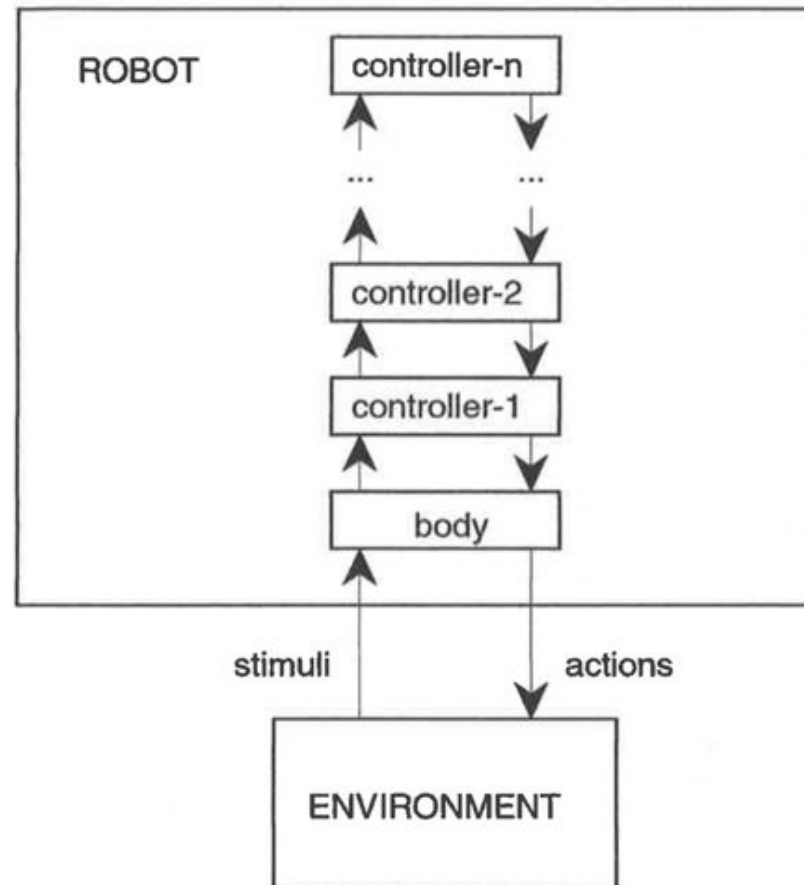 ROBOT
controller-n
... ...
controller-2
controller-1
body
stimuli actions
ENVIRONMENT